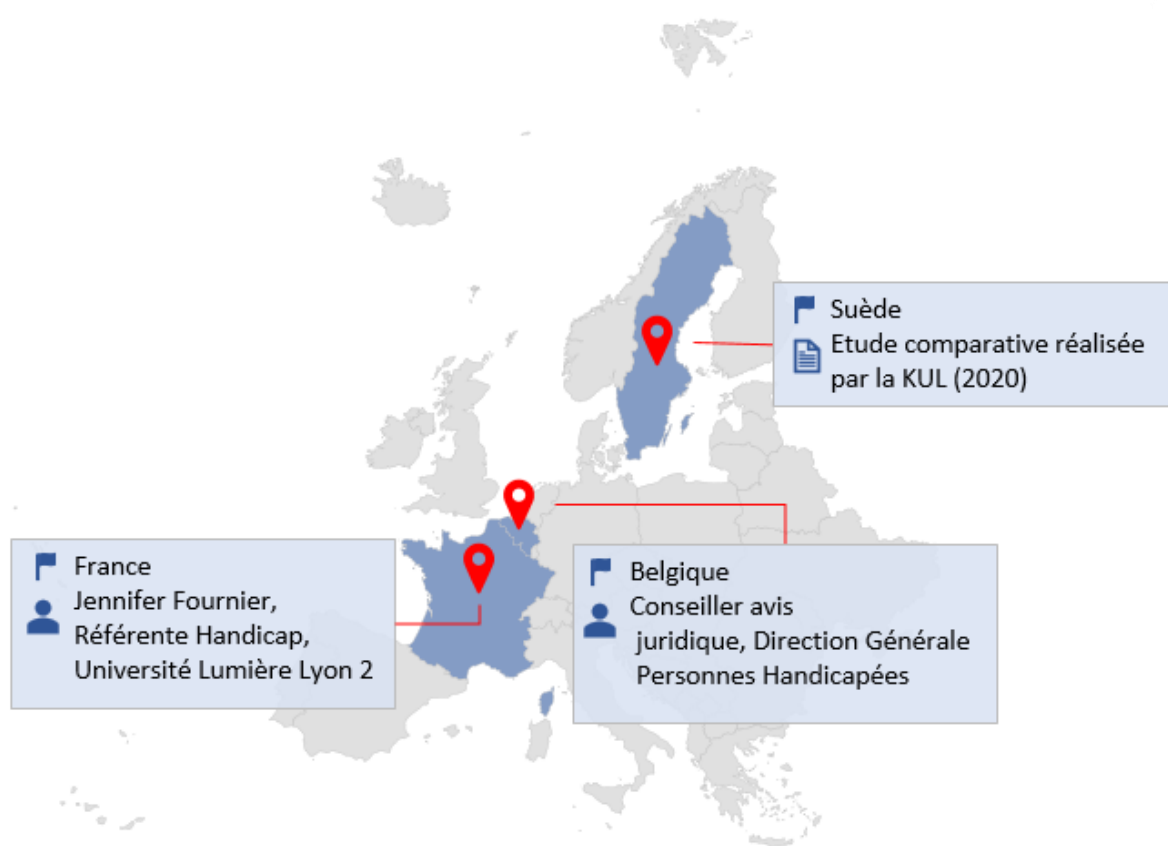 Suède
Etude comparative réalisée
par la KUL (2020)
France
Jennifer Fournier,
Référente Handicap,
Université Lumière Lyon 2
Belgique
Conseiller avis
juridique, Direction Générale
Personnes Handicapées